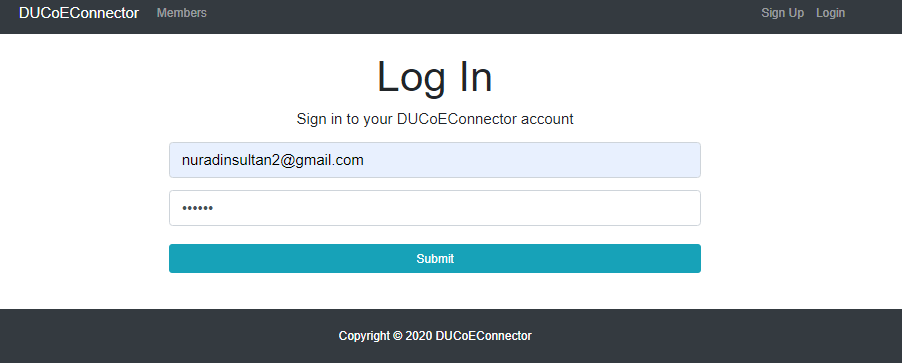 DUCoEConnector Members Sign Up Login
Log In
Sign in to your DUCoEConnector account
nuradinsultan2@gmail.com
••••••
Submit
Copyright © 2020 DUCoEConnector